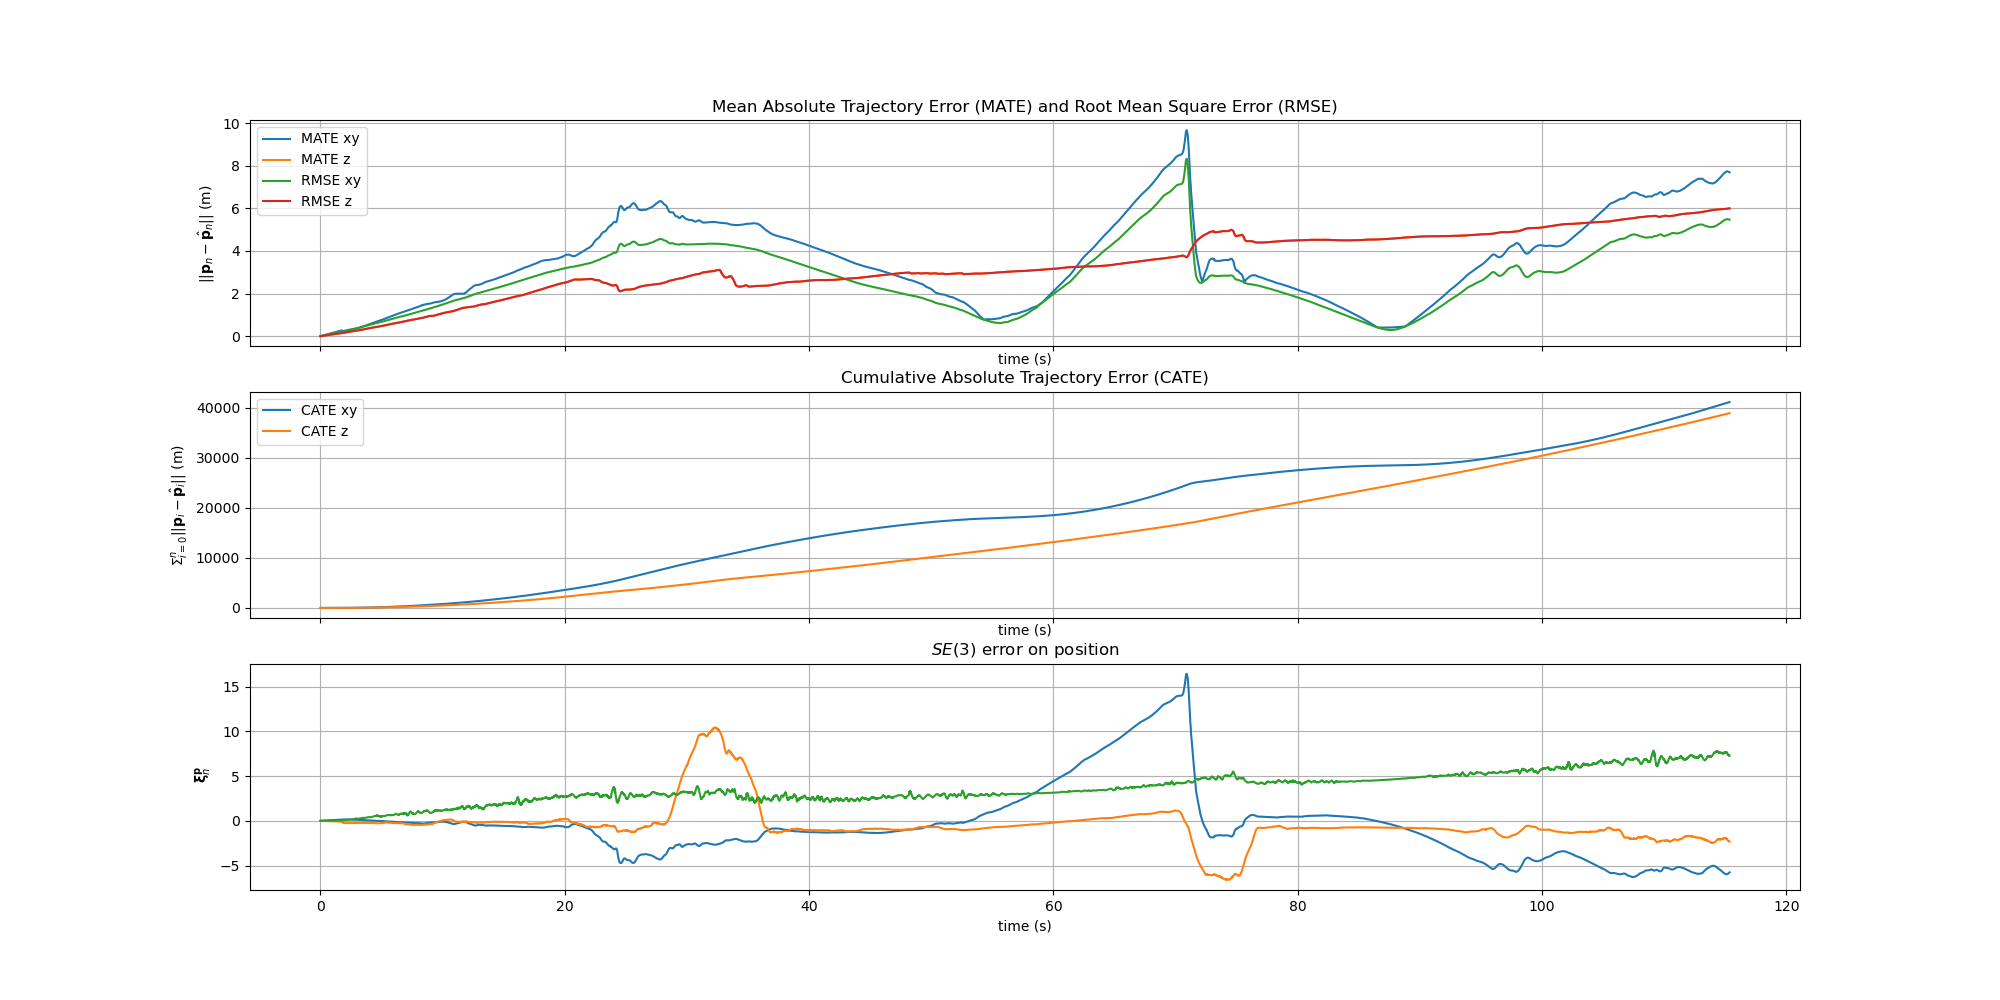 Mean Absolute Trajectory Error (MATE) and Root Mean Square Error (RMSE)
10
8
6
4
2
0
||𝐩ₙ − 𝐩̂ₙ|| (m)
MATE xy
MATE z
RMSE xy
RMSE z
time (s)
Cumulative Absolute Trajectory Error (CATE)
40000
30000
20000
10000
0
Σⁿᵢ₌₀||𝐩ᵢ − 𝐩̂ᵢ|| (m)
CATE xy
CATE z
time (s)
SE(3) error on position
15
10
5
0
−5
𝛏ₙᵖ
0 20 40 60 80 100 120
time (s)